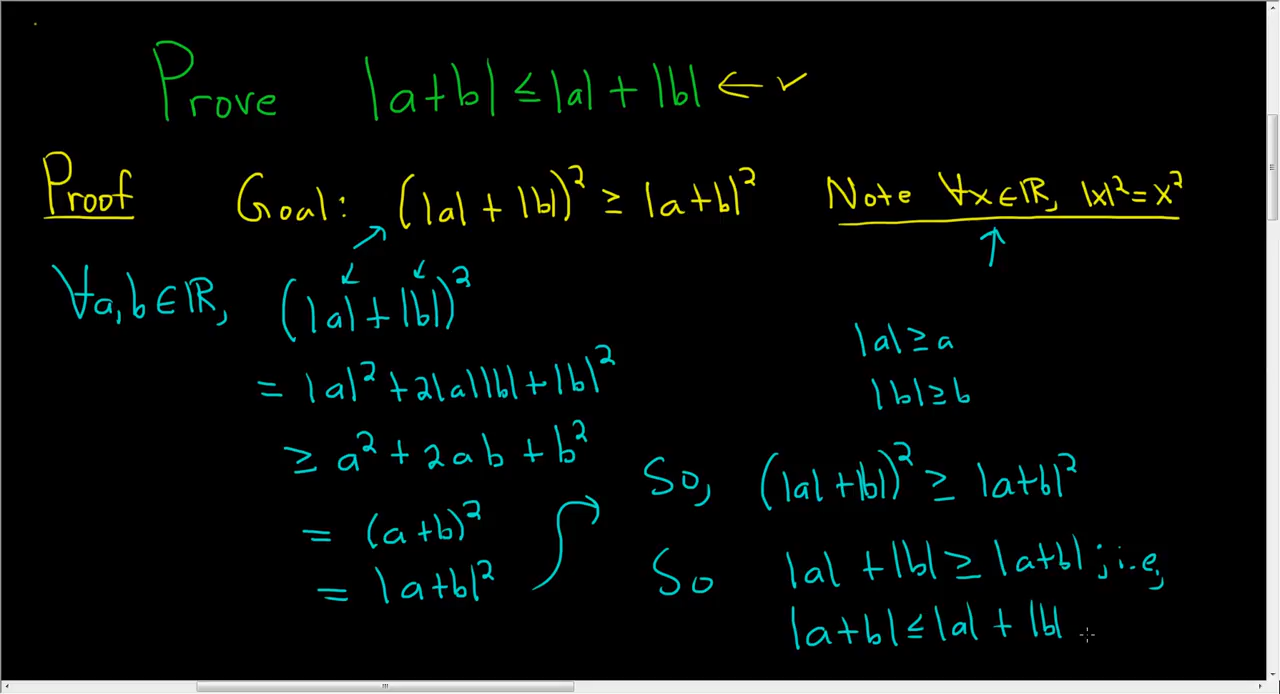 Prove |a+b| ≤ |a| + |b| ← ✓
Proof Goal: (|a| + |b|)² ≥ |a+b|² Note ∀x∈ℝ, |x|² = x²
∀a,b∈ℝ, (|a| + |b|)²
= |a|² + 2|a||b| + |b|²
≥ a² + 2ab + b²
= (a+b)²
= |a+b|²
|a| ≥ a
|b| ≥ b
So, (|a| + |b|)² ≥ |a+b|²
So |a| + |b| ≥ |a+b| ; i.e,
|a+b| ≤ |a| + |b|